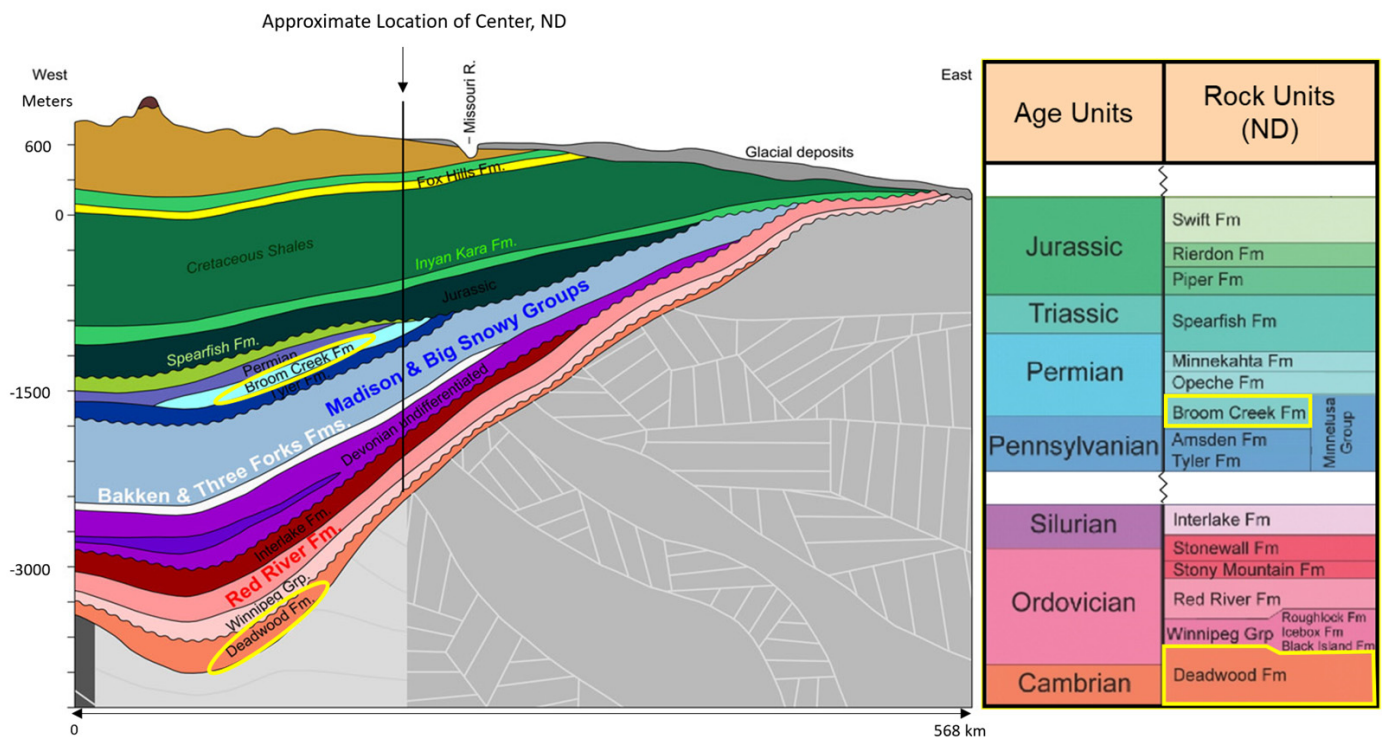 Approximate Location of Center, ND
West
Meters
East
Missouri R.
600
0
-1500
-3000
Glacial deposits
Fox Hills Fm.
Cretaceous Shales
Inyan Kara Fm.
Jurassic
Spearfish Fm.
Permian
Broom Creek Fm
Tyler Fm
Madison & Big Snowy Groups
Bakken & Three Forks Fms.
Devonian undifferentiated
Interlake Fm.
Red River Fm.
Winnipeg Grp.
Deadwood Fm.
0
568 km
Age Units
Rock Units
(ND)
Jurassic
Swift Fm
Rierdon Fm
Piper Fm
Triassic
Spearfish Fm
Permian
Minnekahta Fm
Opeche Fm
Broom Creek Fm
Minnelusa
Group
Pennsylvanian
Amsden Fm
Tyler Fm
Silurian
Interlake Fm
Ordovician
Stonewall Fm
Stony Mountain Fm
Red River Fm
Winnipeg Grp
Roughlock Fm
Icebox Fm
Black Island Fm
Cambrian
Deadwood Fm